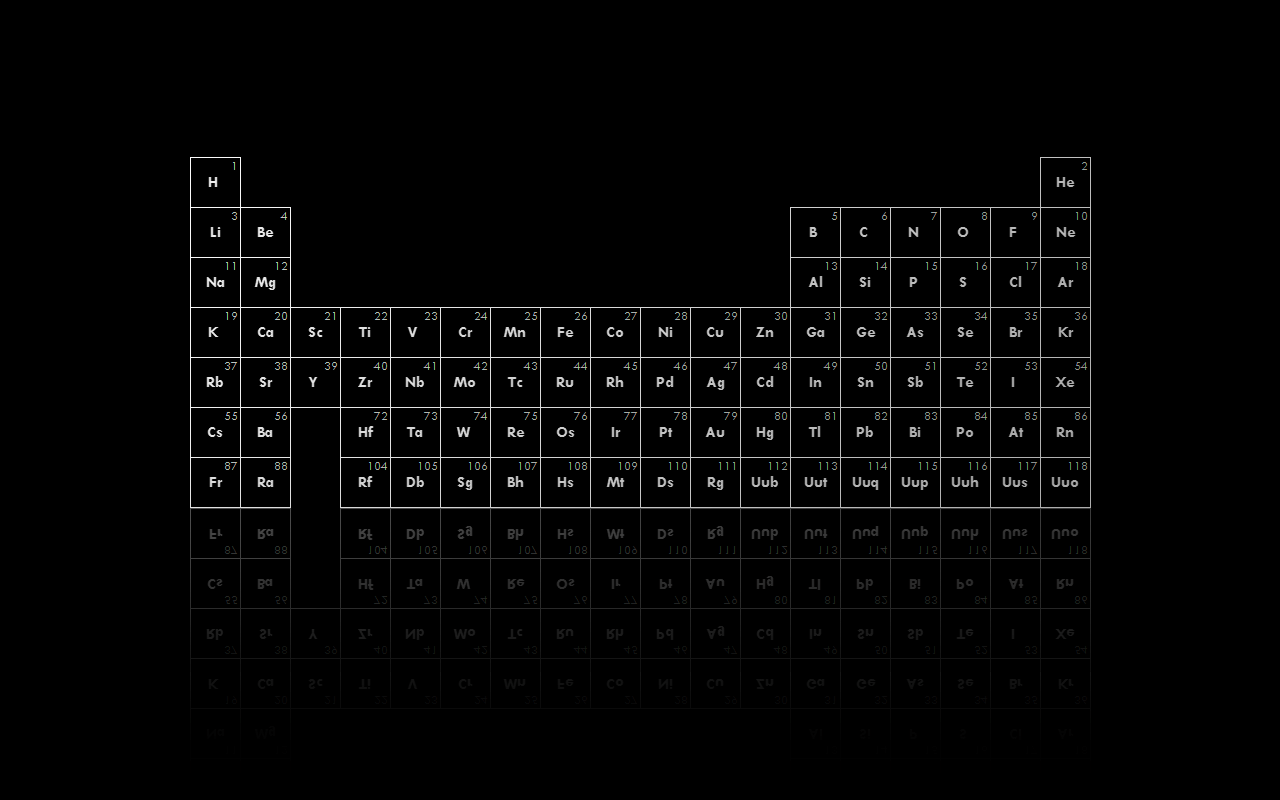 1 2
H He
3 4 5 6 7 8 9 10
Li Be B C N O F Ne
11 12 13 14 15 16 17 18
Na Mg Al Si P S Cl Ar
19 20 21 22 23 24 25 26 27 28 29 30 31 32 33 34 35 36
K Ca Sc Ti V Cr Mn Fe Co Ni Cu Zn Ga Ge As Se Br Kr
37 38 39 40 41 42 43 44 45 46 47 48 49 50 51 52 53 54
Rb Sr Y Zr Nb Mo Tc Ru Rh Pd Ag Cd In Sn Sb Te I Xe
55 56 72 73 74 75 76 77 78 79 80 81 82 83 84 85 86
Cs Ba Hf Ta W Re Os Ir Pt Au Hg Tl Pb Bi Po At Rn
87 88 104 105 106 107 108 109 110 111 112 113 114 115 116 117 118
Fr Ra Rf Db Sg Bh Hs Mt Ds Rg Uub Uut Uuq Uup Uuh Uus Uuo